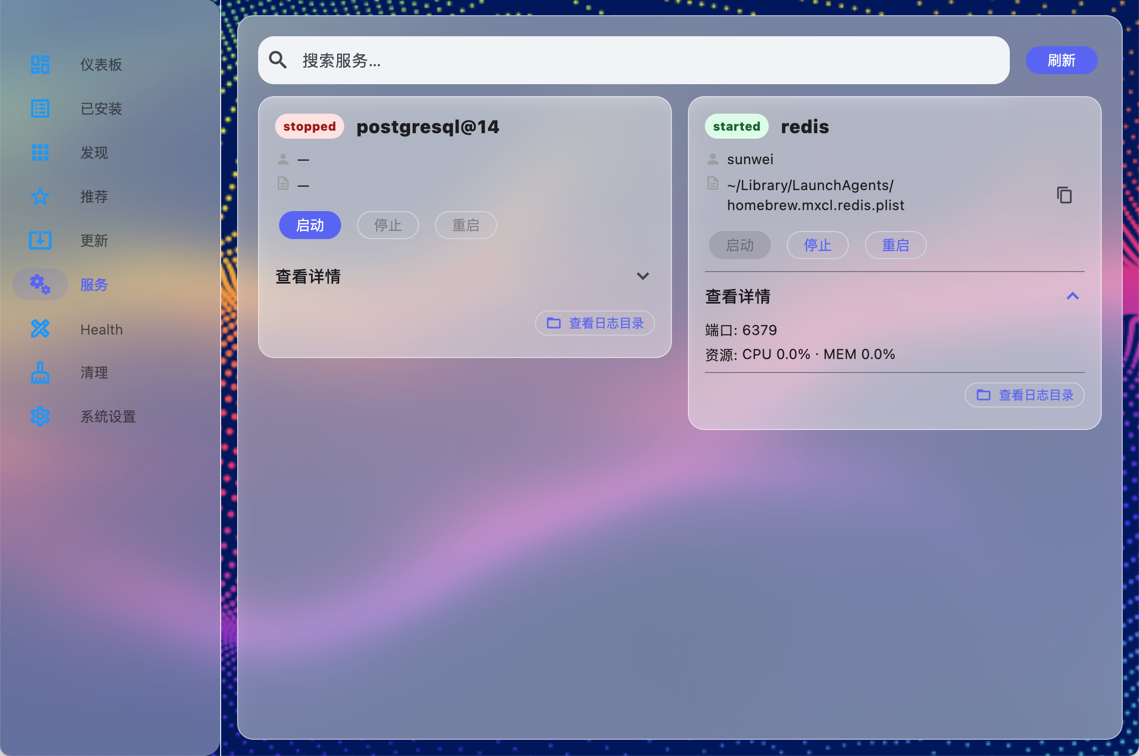 仪表板
已安装
发现
推荐
更新
服务
Health
清理
系统设置
搜索服务...
刷新
stopped postgresql@14
—
—
启动 停止 重启
查看详情
查看日志目录
started redis
sunwei
~/Library/LaunchAgents/
homebrew.mxcl.redis.plist
启动 停止 重启
查看详情
端口: 6379
资源: CPU 0.0% · MEM 0.0%
查看日志目录